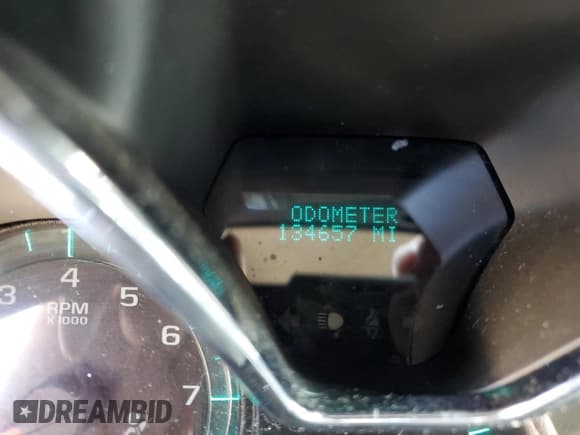 ODOMETER
134657 MI
3
4
5
6
7
RPM
X1000
DREAMBID